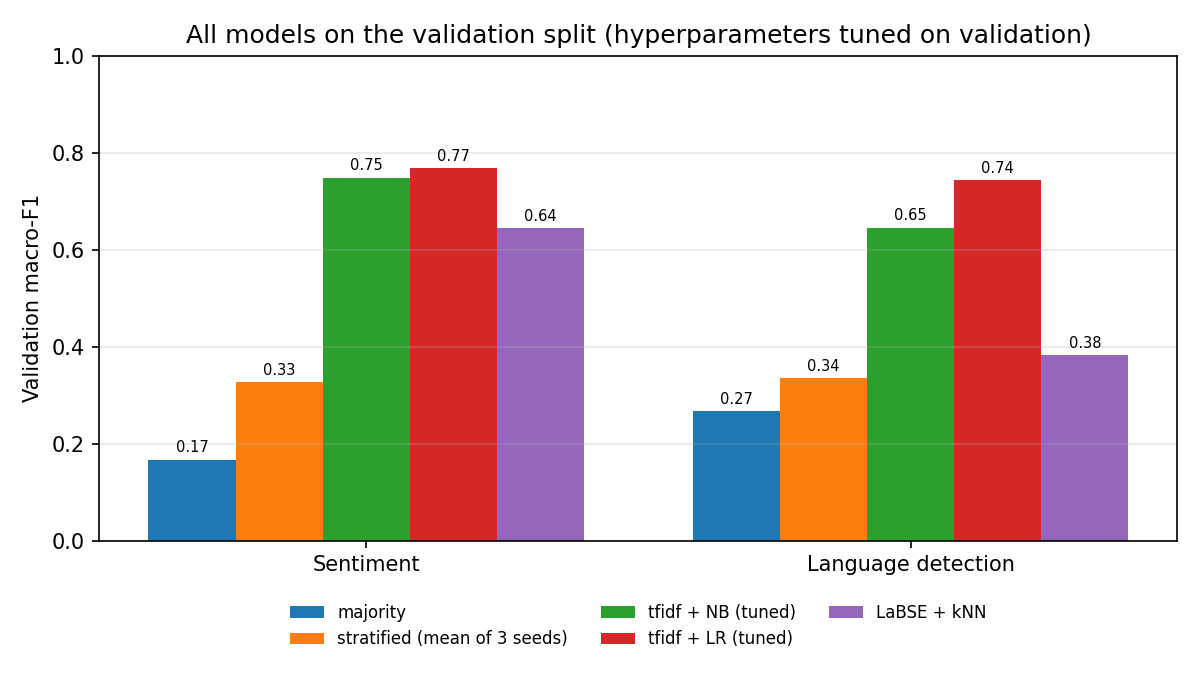 All models on the validation split (hyperparameters tuned on validation)
Validation macro-F1
1.0
0.8
0.6
0.4
0.2
0.0
0.17
0.33
0.75
0.77
0.64
0.27
0.34
0.65
0.74
0.38
Sentiment
Language detection
majority
stratified (mean of 3 seeds)
tfidf + NB (tuned)
tfidf + LR (tuned)
LaBSE + kNN